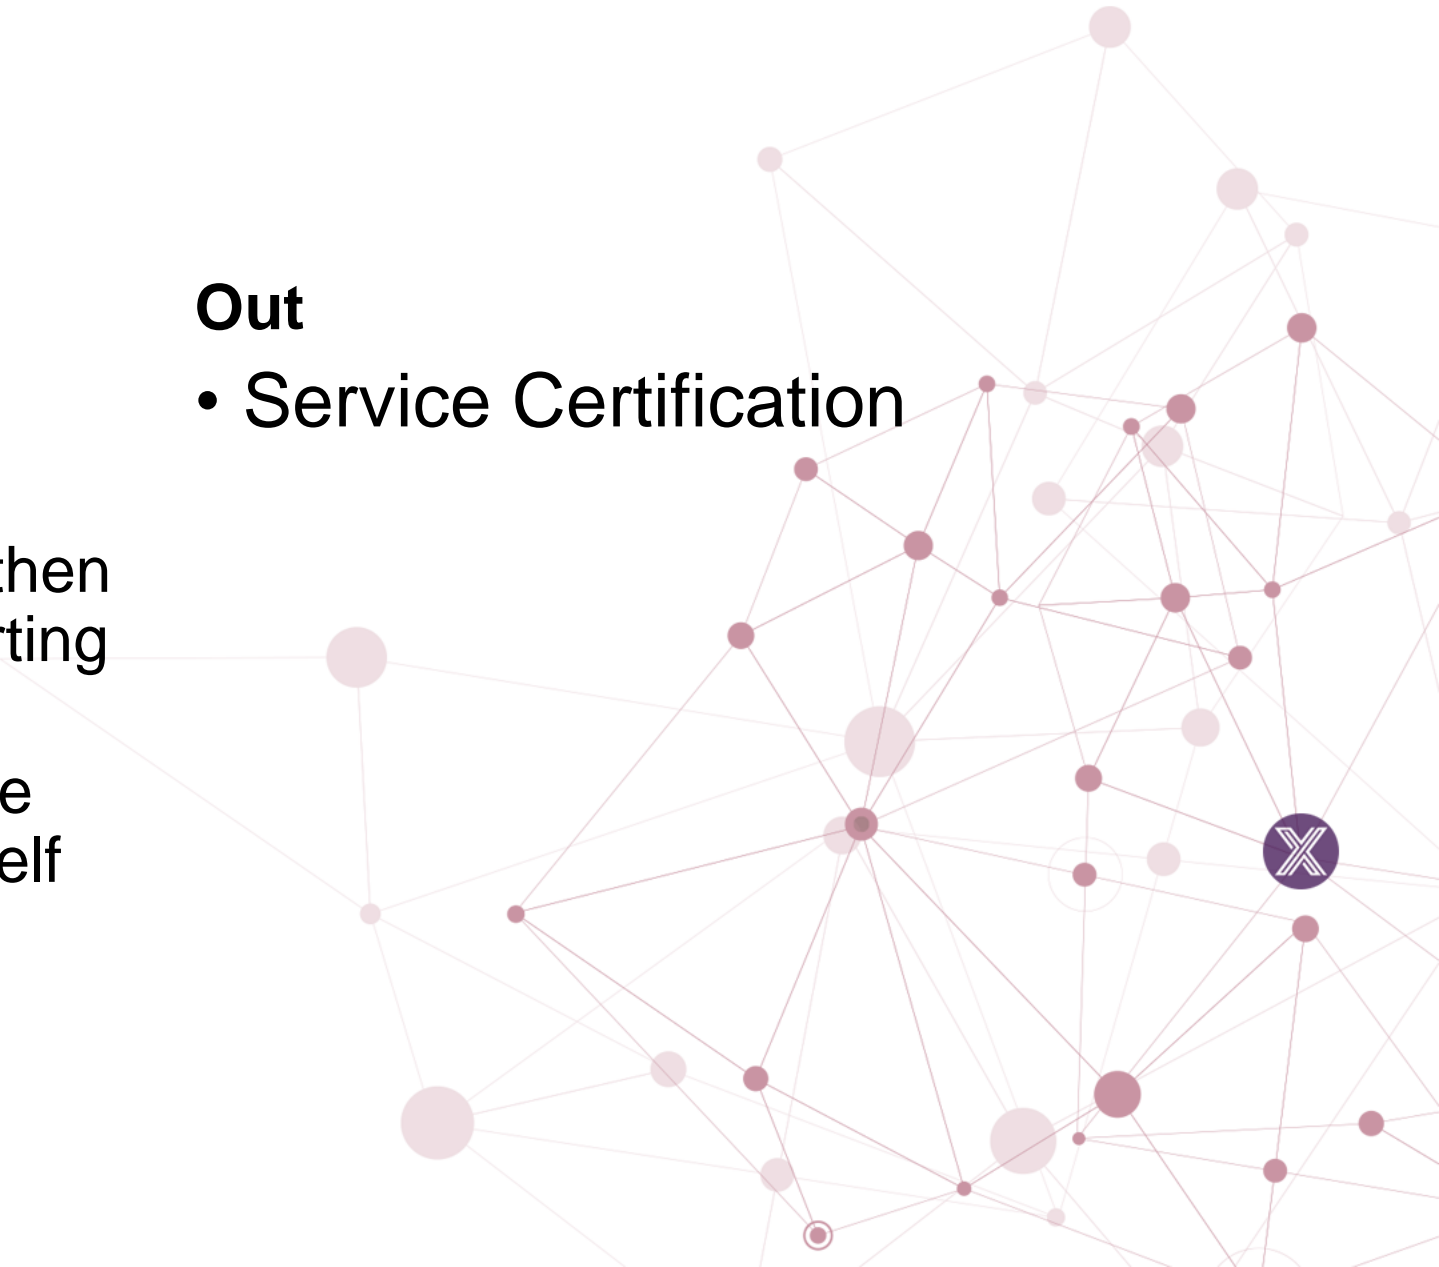 Out
• Service Certification
then
rting
e
elf